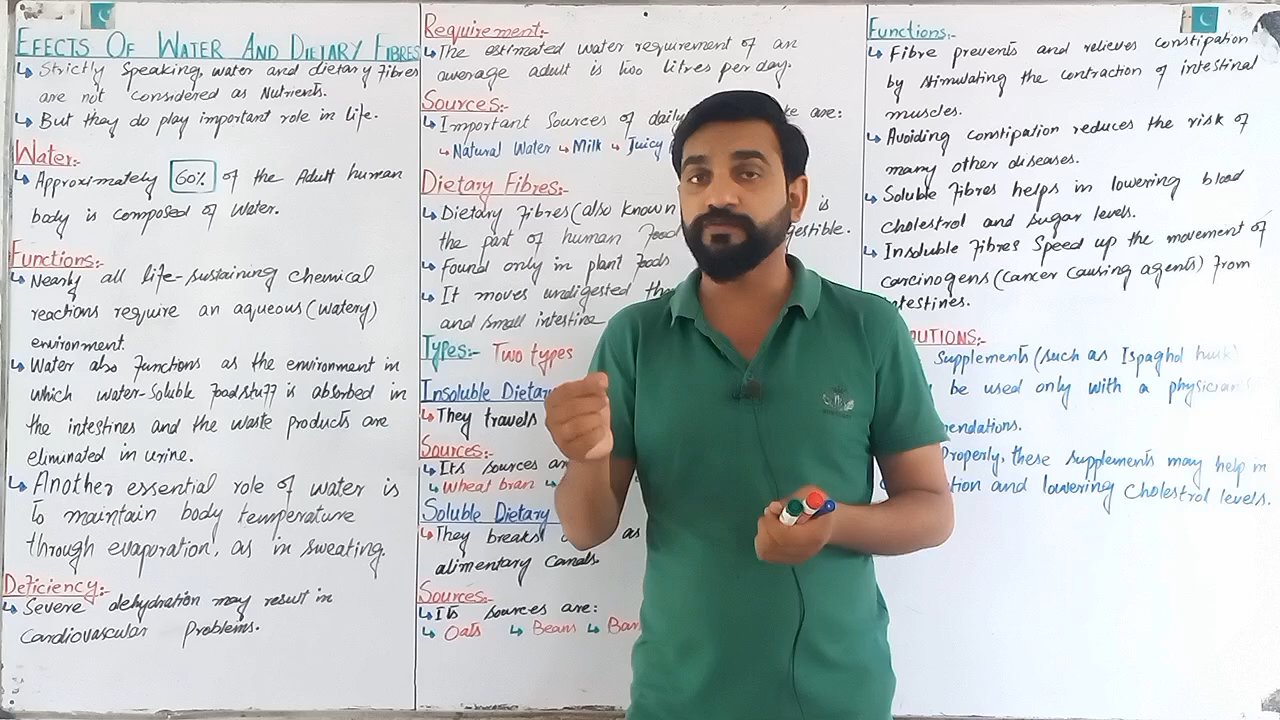 EFECTS OF WATER AND DIETARY FIBRES
↳ Strictly Speaking, water and dietary Fibres
are not considered as Nutrients.
↳ But they do play important role in life.
Water:-
↳ Approximately 60% of the Adult human
body is composed of Water.
Functions:-
↳ Nearly all life-sustaining chemical
reactions require an aqueous (watery)
environment.
↳ Water also Functions as the environment in
which water-Soluble Foodstuff is absorbed in
the intestines and the waste products are
eliminated in urine.
↳ Another essential role of water is
to maintain body temperature
through evaporation, as in sweating.
Deficiency:-
↳ Severe dehydration may result in
cardiovascular problems.
Requirement:-
↳ The estimated water requirement of an
average adult is two litres per day.
Sources:-
↳ Important Sources of daily ke are:
↳ Natural Water ↳ Milk ↳ Juicy
Dietary Fibres:-
↳ Dietary Fibres (also known is
the part of human Food gestible.
↳ Found only in plant Foods
↳ It moves undigested
and small intestine
Types:- Two types
Insoluble Dietary
↳ They travels
Sources:-
↳ Its sources
↳ Wheat bran ↳
Soluble Dietary
↳ They breaks as
alimentary canals.
Sources:-
↳ Its sources are:
↳ Oats ↳ Beans ↳
Functions:-
↳ Fibre prevents and relieves constipation
by stimulating the contraction of intestinal
muscles.
↳ Avoiding constipation reduces the risk of
many other diseases.
↳ Soluble Fibres helps in lowering blood
cholestrol and sugar levels.
↳ Insoluble Fibres Speed up the movement of
carcinogens (cancer causing agents) From
ntestines.
UTIONS:-
Supplements (such as Ispaghol husk)
be used only with a physicians
endations.
Properly, these supplements may help in
tion and lowering Cholestrol levels.